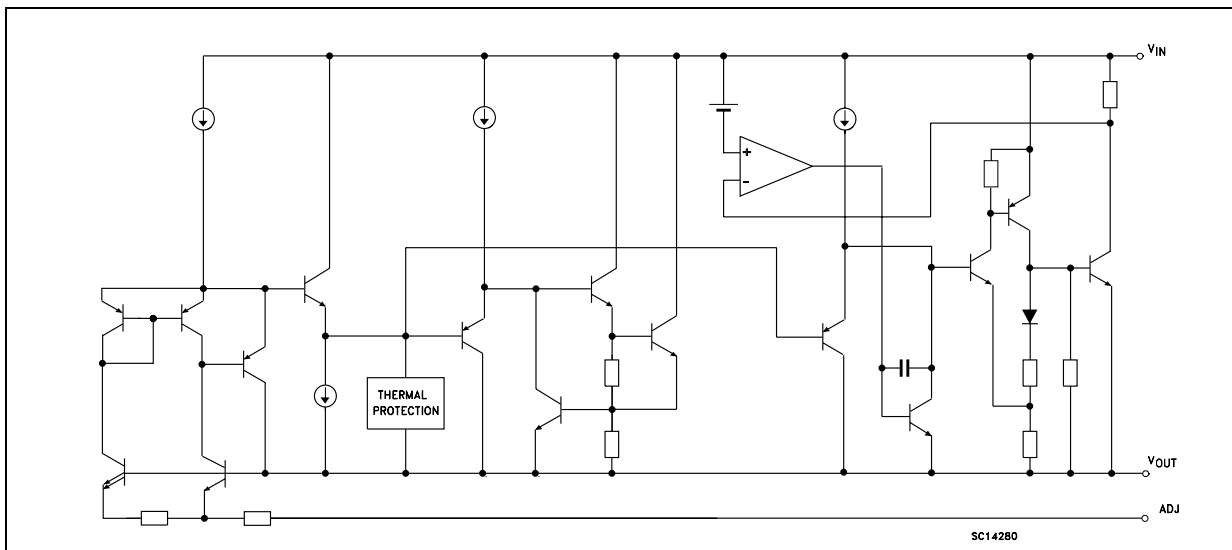 VIN
+
-
THERMAL
PROTECTION
VOUT
ADJ
SC14280